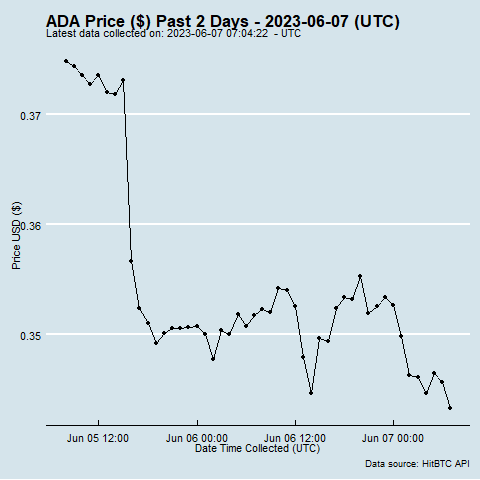 ADA Price ($) Past 2 Days - 2023-06-07 (UTC)
Latest data collected on: 2023-06-07 07:04:22  - UTC
0.37
0.36
0.35
Price USD ($)
Jun 05 12:00
Jun 06 00:00
Jun 06 12:00
Jun 07 00:00
Date Time Collected (UTC)
Data source: HitBTC API